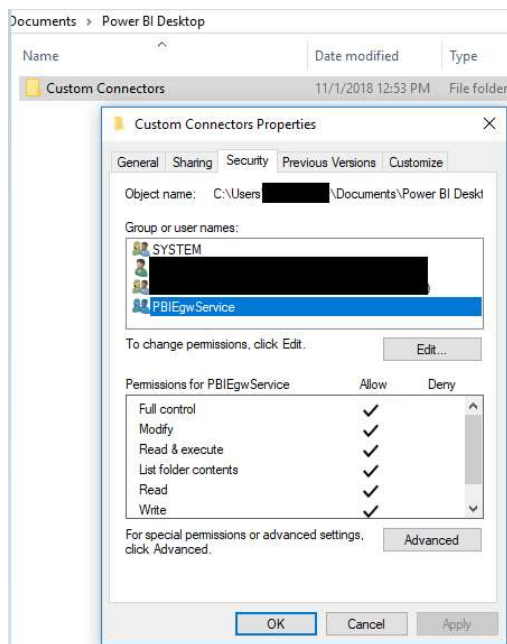 Documents > Power BI Desktop
Name Date modified Type
Custom Connectors 11/1/2018 12:53 PM File folder
Custom Connectors Properties
General Sharing Security Previous Versions Customize
Object name: C:\Users \Documents\Power BI Deskt
Group or user names:
SYSTEM
PBIEgwService
To change permissions, click Edit.
Edit...
Permissions for PBIEgwService Allow Deny
Full control
Modify
Read & execute
List folder contents
Read
Write
For special permissions or advanced settings,
click Advanced.
Advanced
OK Cancel Apply